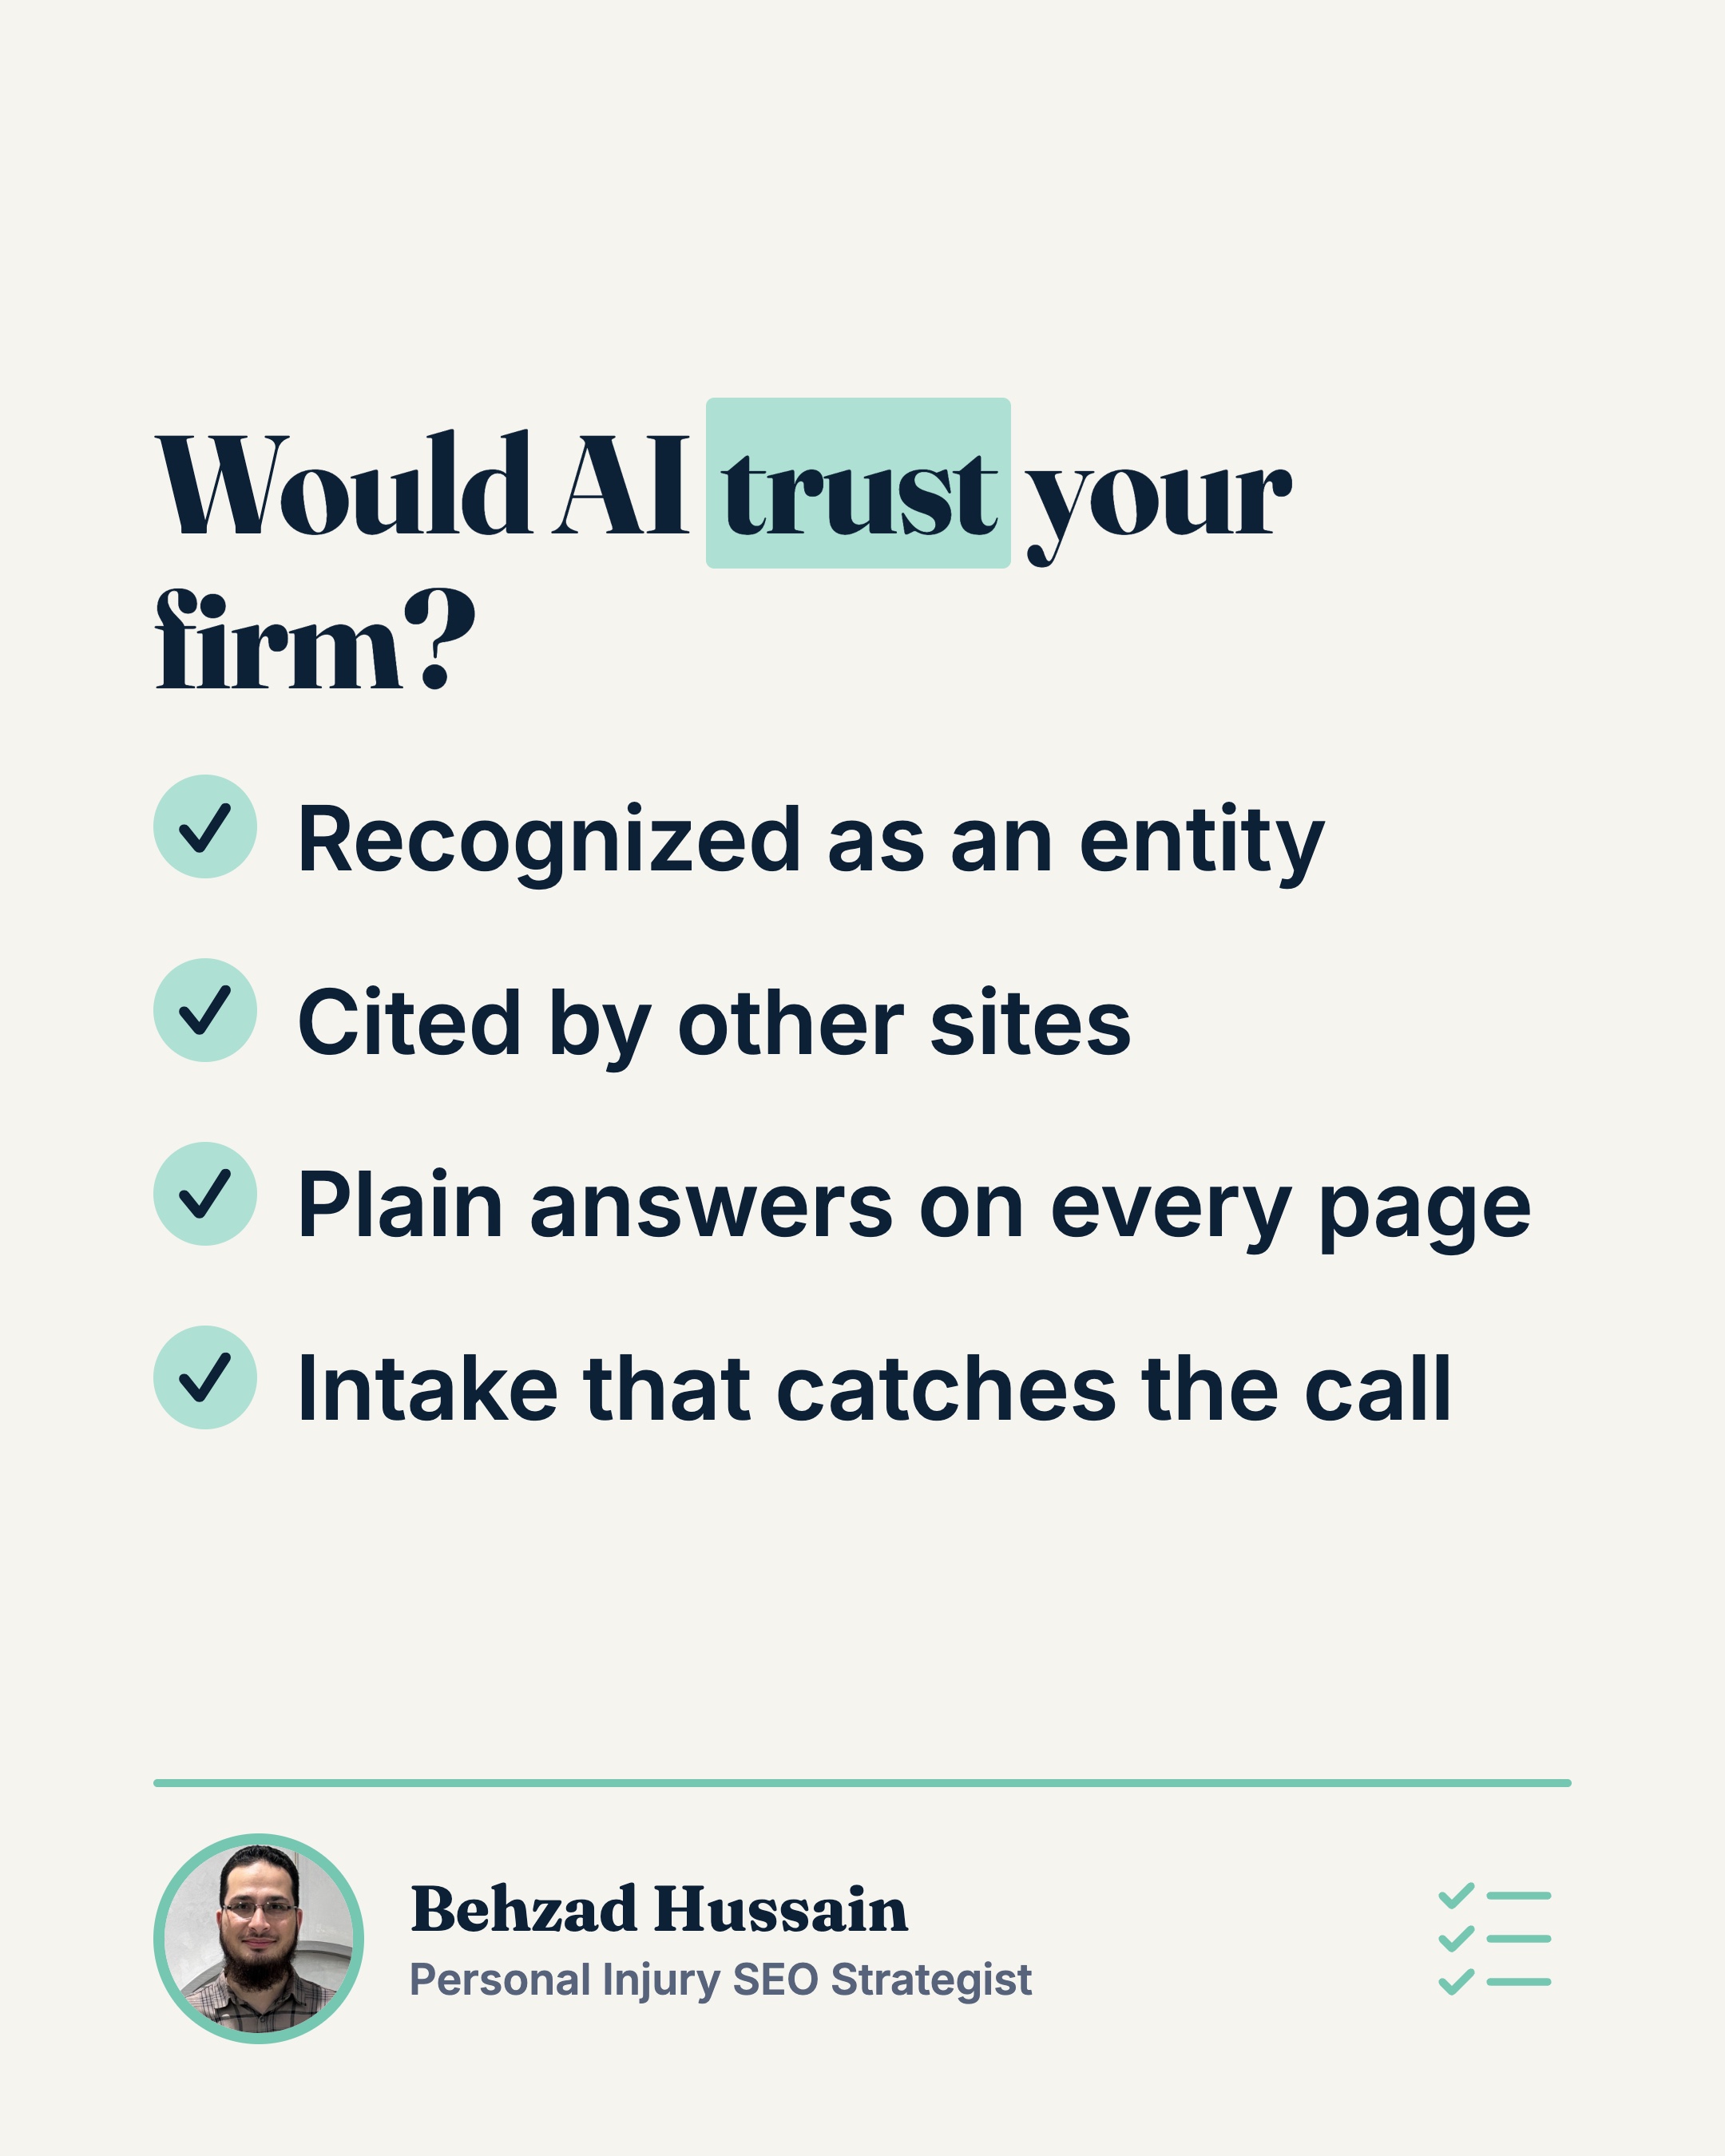 Would AI trust your
firm?
Recognized as an entity
Cited by other sites
Plain answers on every page
Intake that catches the call
Behzad Hussain
Personal Injury SEO Strategist